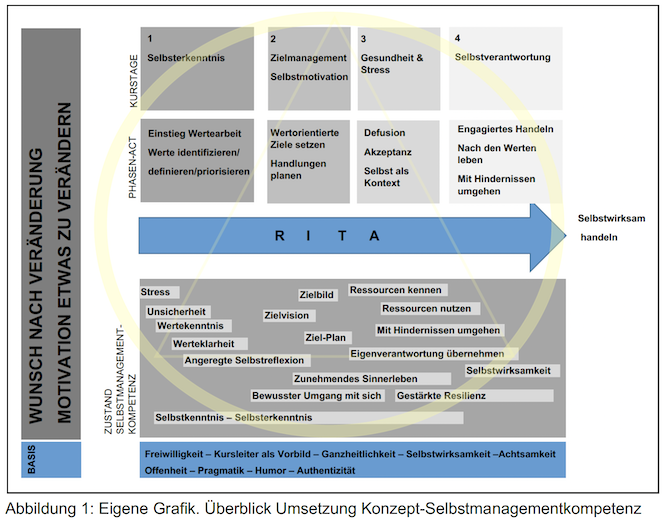 WUNSCH NACH VERÄNDERUNG
MOTIVATION ETWAS ZU VERÄNDERN
BASIS
KURSTAGE
1
Selbsterkenntnis
2
Zielmanagement
Selbstmotivation
3
Gesundheit &
Stress
4
Selbstverantwortung
PHASEN-ACT
Einstieg Wertearbeit
Werte identifizieren/
definieren/priorisieren
Wertorientierte
Ziele setzen
Handlungen
planen
Defusion
Akzeptanz
Selbst als
Kontext
Engagiertes Handeln
Nach den Werten
leben
Mit Hindernissen
umgehen
R I T A
Selbstwirksam
handeln
ZUSTAND
SELBSTMANAGEMENT-
KOMPETENZ
Stress
Unsicherheit
Wertekenntnis
Werteklarheit
Angeregte Selbstreflexion
Zielbild
Zielvision
Ziel-Plan
Ressourcen kennen
Ressourcen nutzen
Mit Hindernissen umgehen
Eigenverantwortung übernehmen
Selbstwirksamkeit
Zunehmendes Sinnerleben
Bewusster Umgang mit sich
Gestärkte Resilienz
Selbstkenntnis – Selbsterkenntnis
Freiwilligkeit – Kursleiter als Vorbild – Ganzheitlichkeit – Selbstwirksamkeit –Achtsamkeit
Offenheit – Pragmatik – Humor – Authentizität
Abbildung 1: Eigene Grafik. Überblick Umsetzung Konzept-Selbstmanagementkompetenz